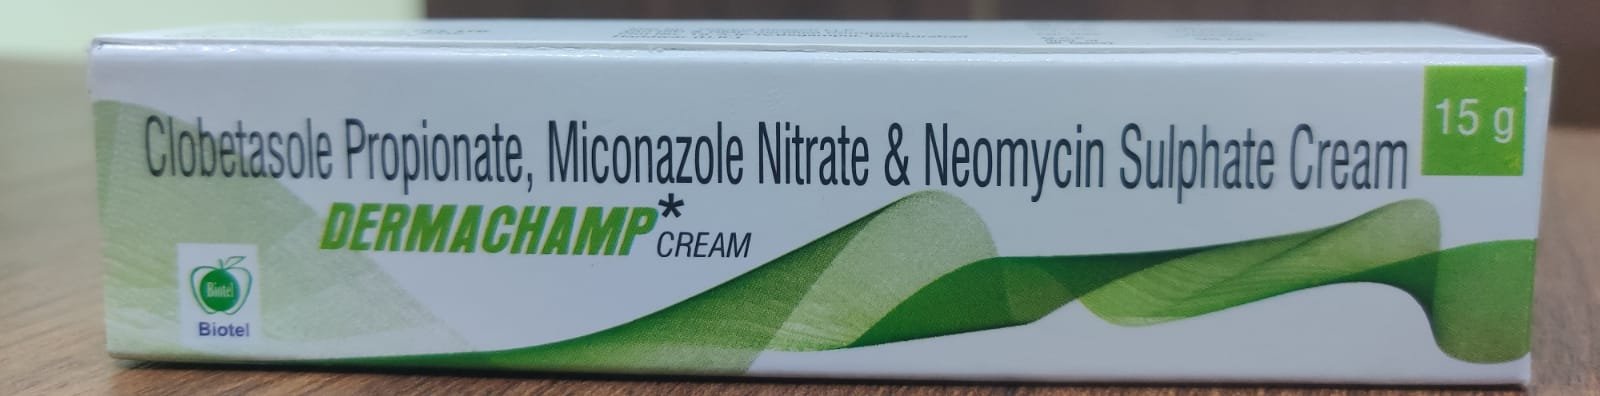 Clobetasole Propionate, Miconazole Nitrate & Neomycin Sulphate Cream
15 g
DERMACHAMP*
CREAM
Biotel
Biotel